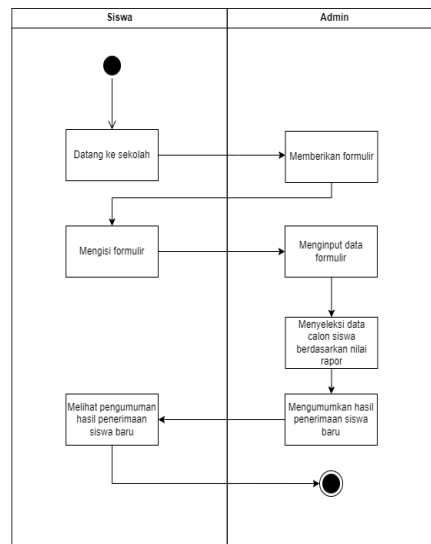 Siswa
Admin
Datang ke sekolah
Memberikan formulir
Mengisi formulir
Menginput data
formulir
Menyeleksi data
calon siswa
berdasarkan nilai
rapor
Melihat pengumuman
hasil penerimaan
siswa baru
Mengumumkan hasil
penerimaan siswa
baru